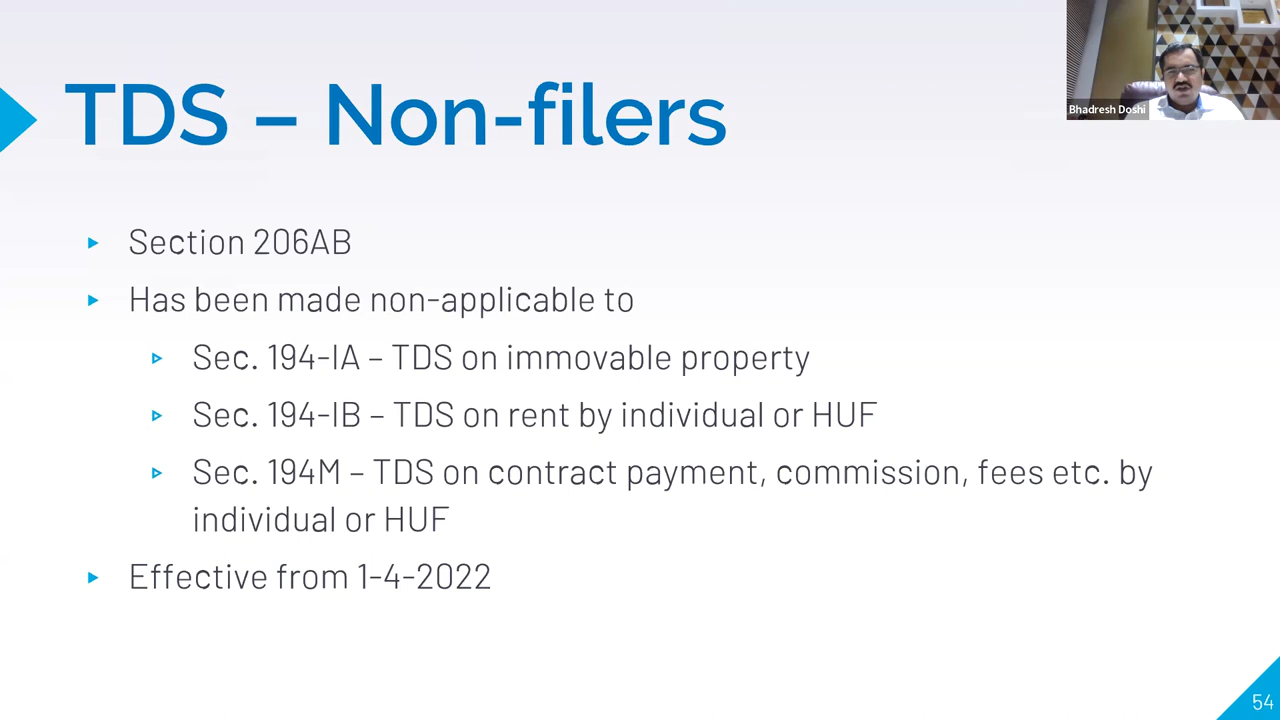 TDS – Non-filers
Bhadresh Doshi
Section 206AB
Has been made non-applicable to
Sec. 194-IA – TDS on immovable property
Sec. 194-IB – TDS on rent by individual or HUF
Sec. 194M – TDS on contract payment, commission, fees etc. by
individual or HUF
Effective from 1-4-2022
54